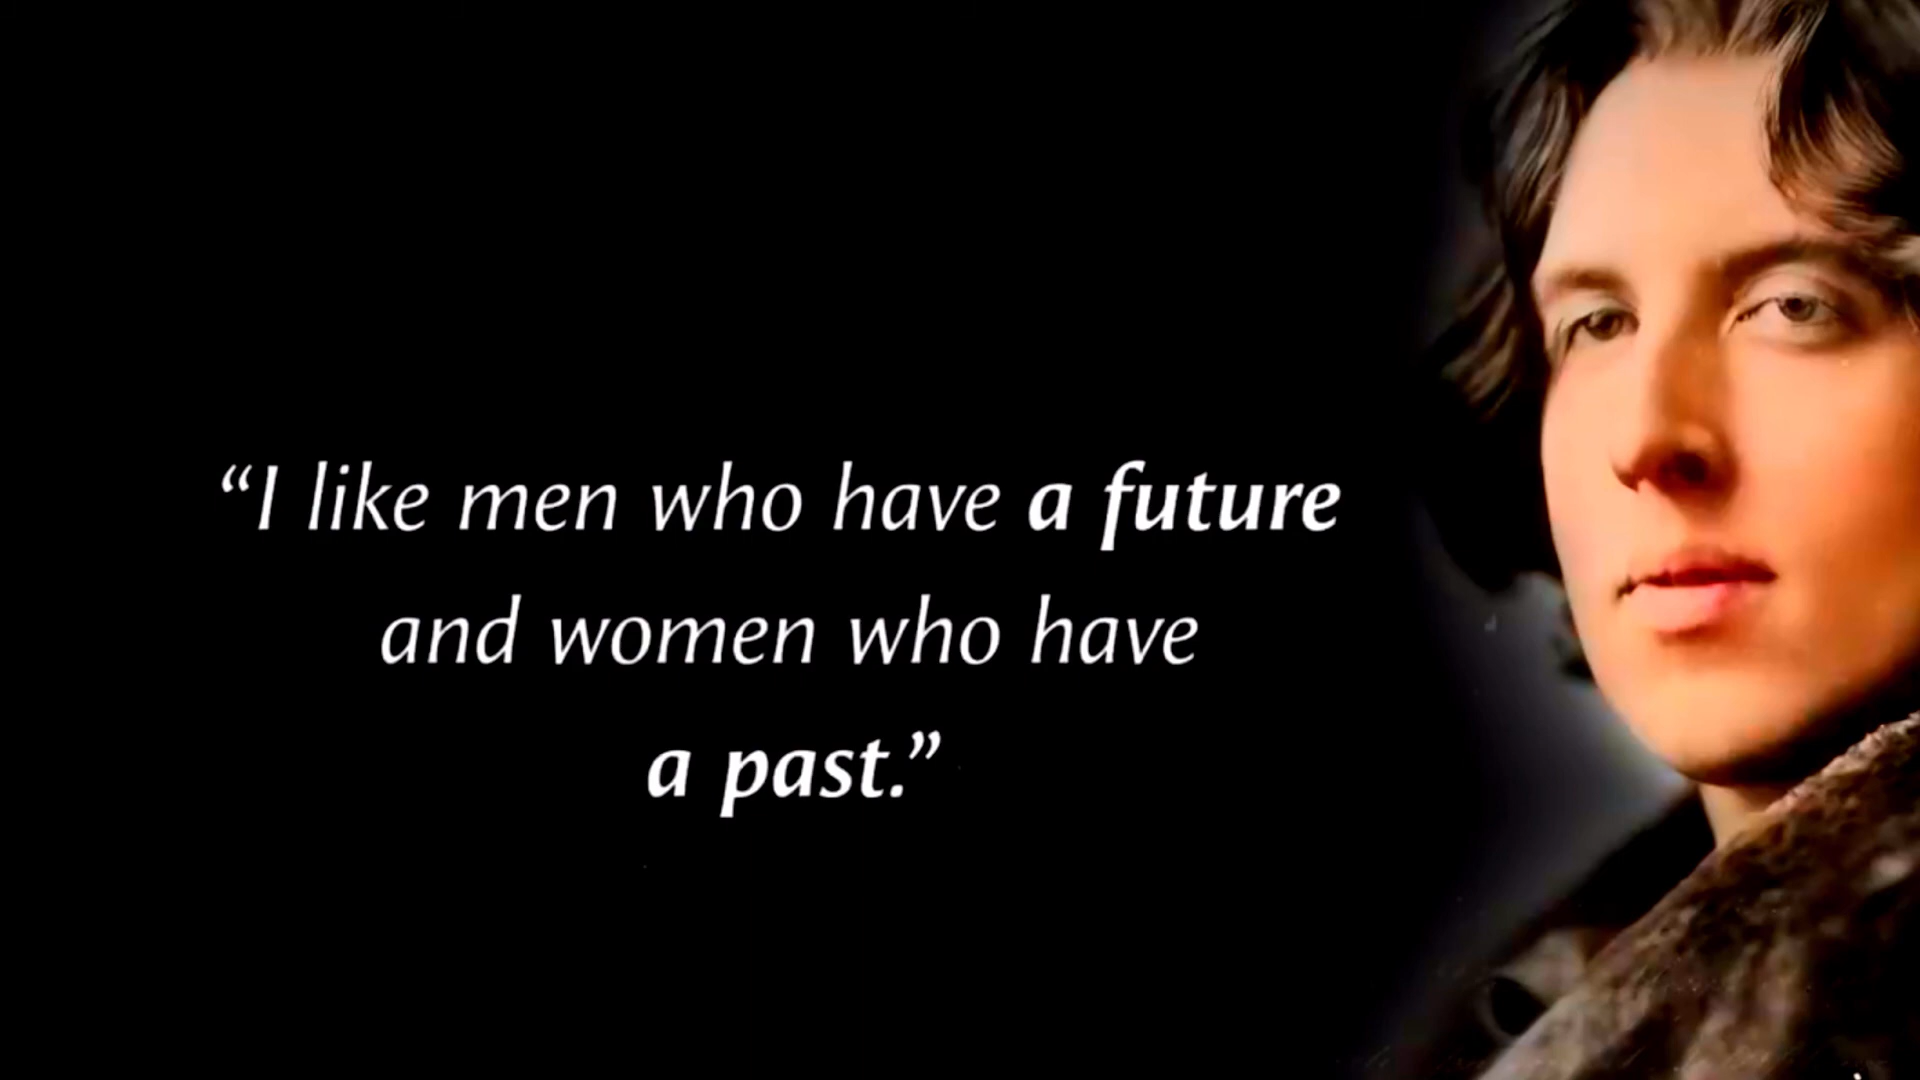 “I like men who have a future
and women who have
a past.”